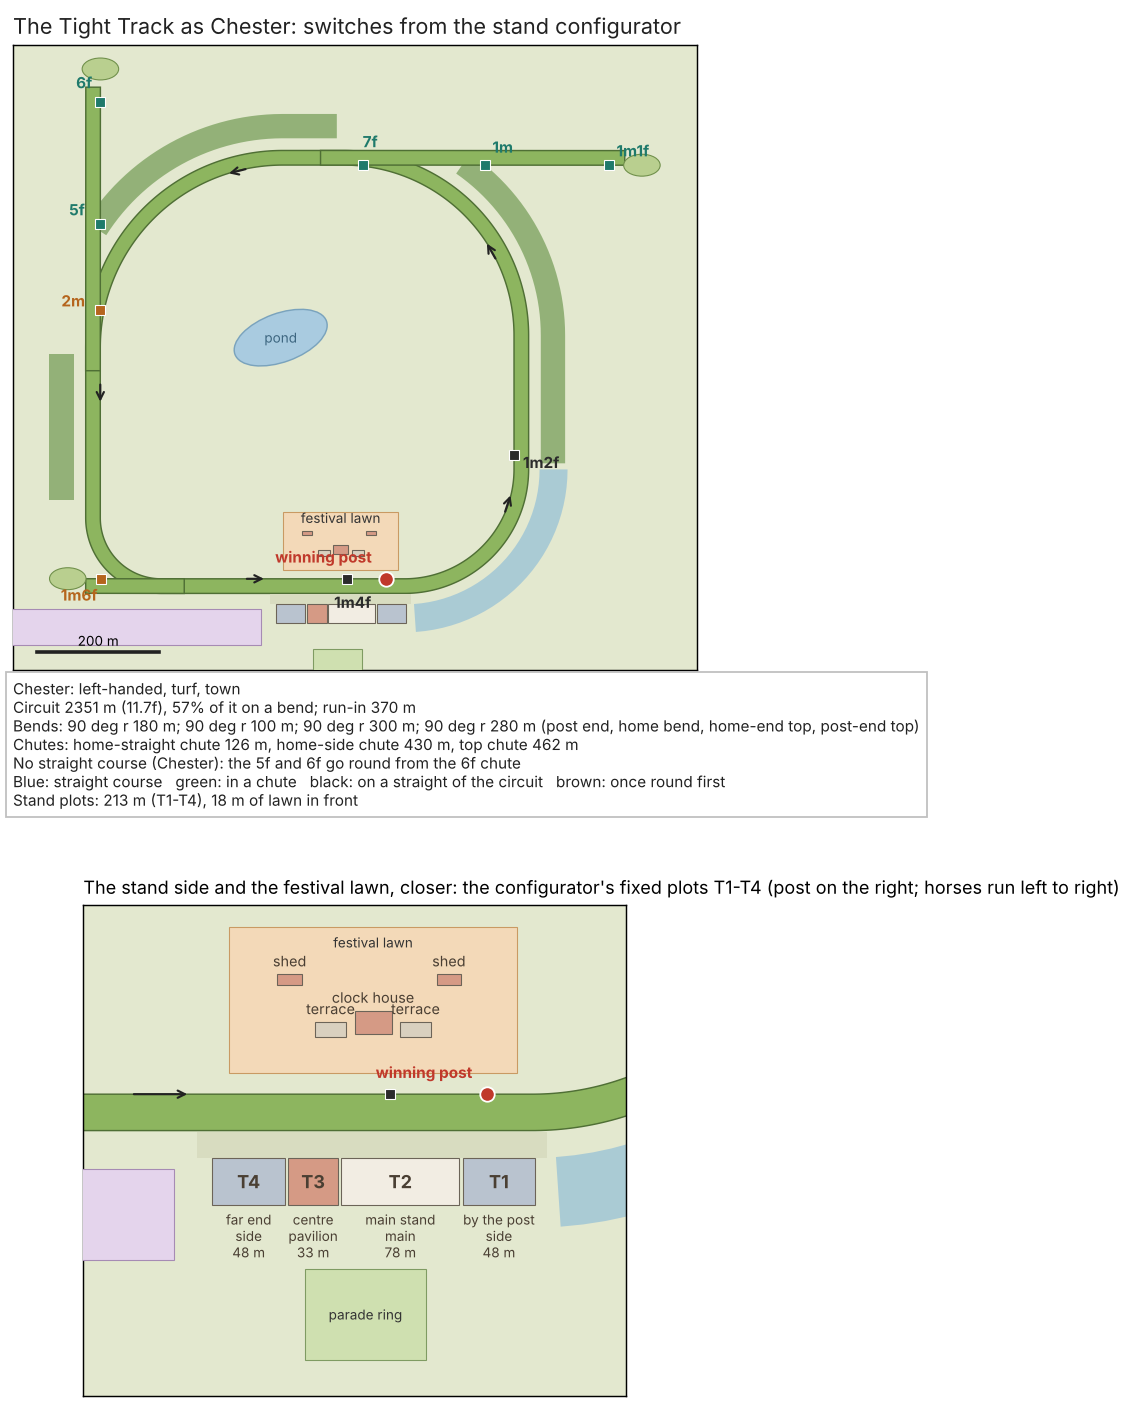 The Tight Track as Chester: switches from the stand configurator
6f
7f
1m
1m1f
5f
2m
pond
1m2f
festival lawn
winning post
1m6f
1m4f
200 m
Chester: left-handed, turf, town
Circuit 2351 m (11.7f), 57% of it on a bend; run-in 370 m
Bends: 90 deg r 180 m; 90 deg r 100 m; 90 deg r 300 m; 90 deg r 280 m (post end, home bend, home-end top, post-end top)
Chutes: home-straight chute 126 m, home-side chute 430 m, top chute 462 m
No straight course (Chester): the 5f and 6f go round from the 6f chute
Blue: straight course   green: in a chute   black: on a straight of the circuit   brown: once round first
Stand plots: 213 m (T1-T4), 18 m of lawn in front
The stand side and the festival lawn, closer: the configurator's fixed plots T1-T4 (post on the right; horses run left to right)
festival lawn
shed
shed
clock house
terrace
terrace
winning post
T4
T3
T2
T1
far end
side
48 m
centre
pavilion
33 m
main stand
main
78 m
by the post
side
48 m
parade ring